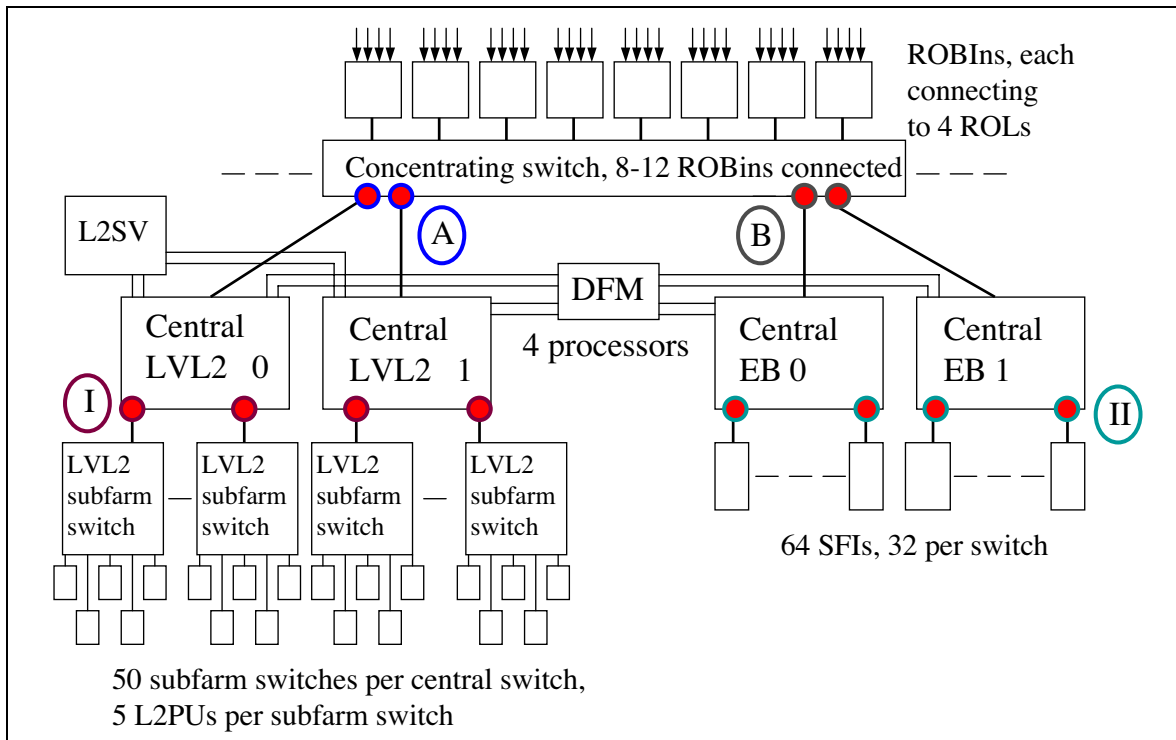 ROBIns, each
connecting
to 4 ROLs
Concentrating switch, 8-12 ROBins connected
L2SV
A
B
DFM
Central
LVL2 0
Central
LVL2 1
4 processors
Central
EB 0
Central
EB 1
I
II
LVL2
subfarm
switch
LVL2
subfarm
switch
LVL2
subfarm
switch
LVL2
subfarm
switch
64 SFIs, 32 per switch
50 subfarm switches per central switch,
5 L2PUs per subfarm switch